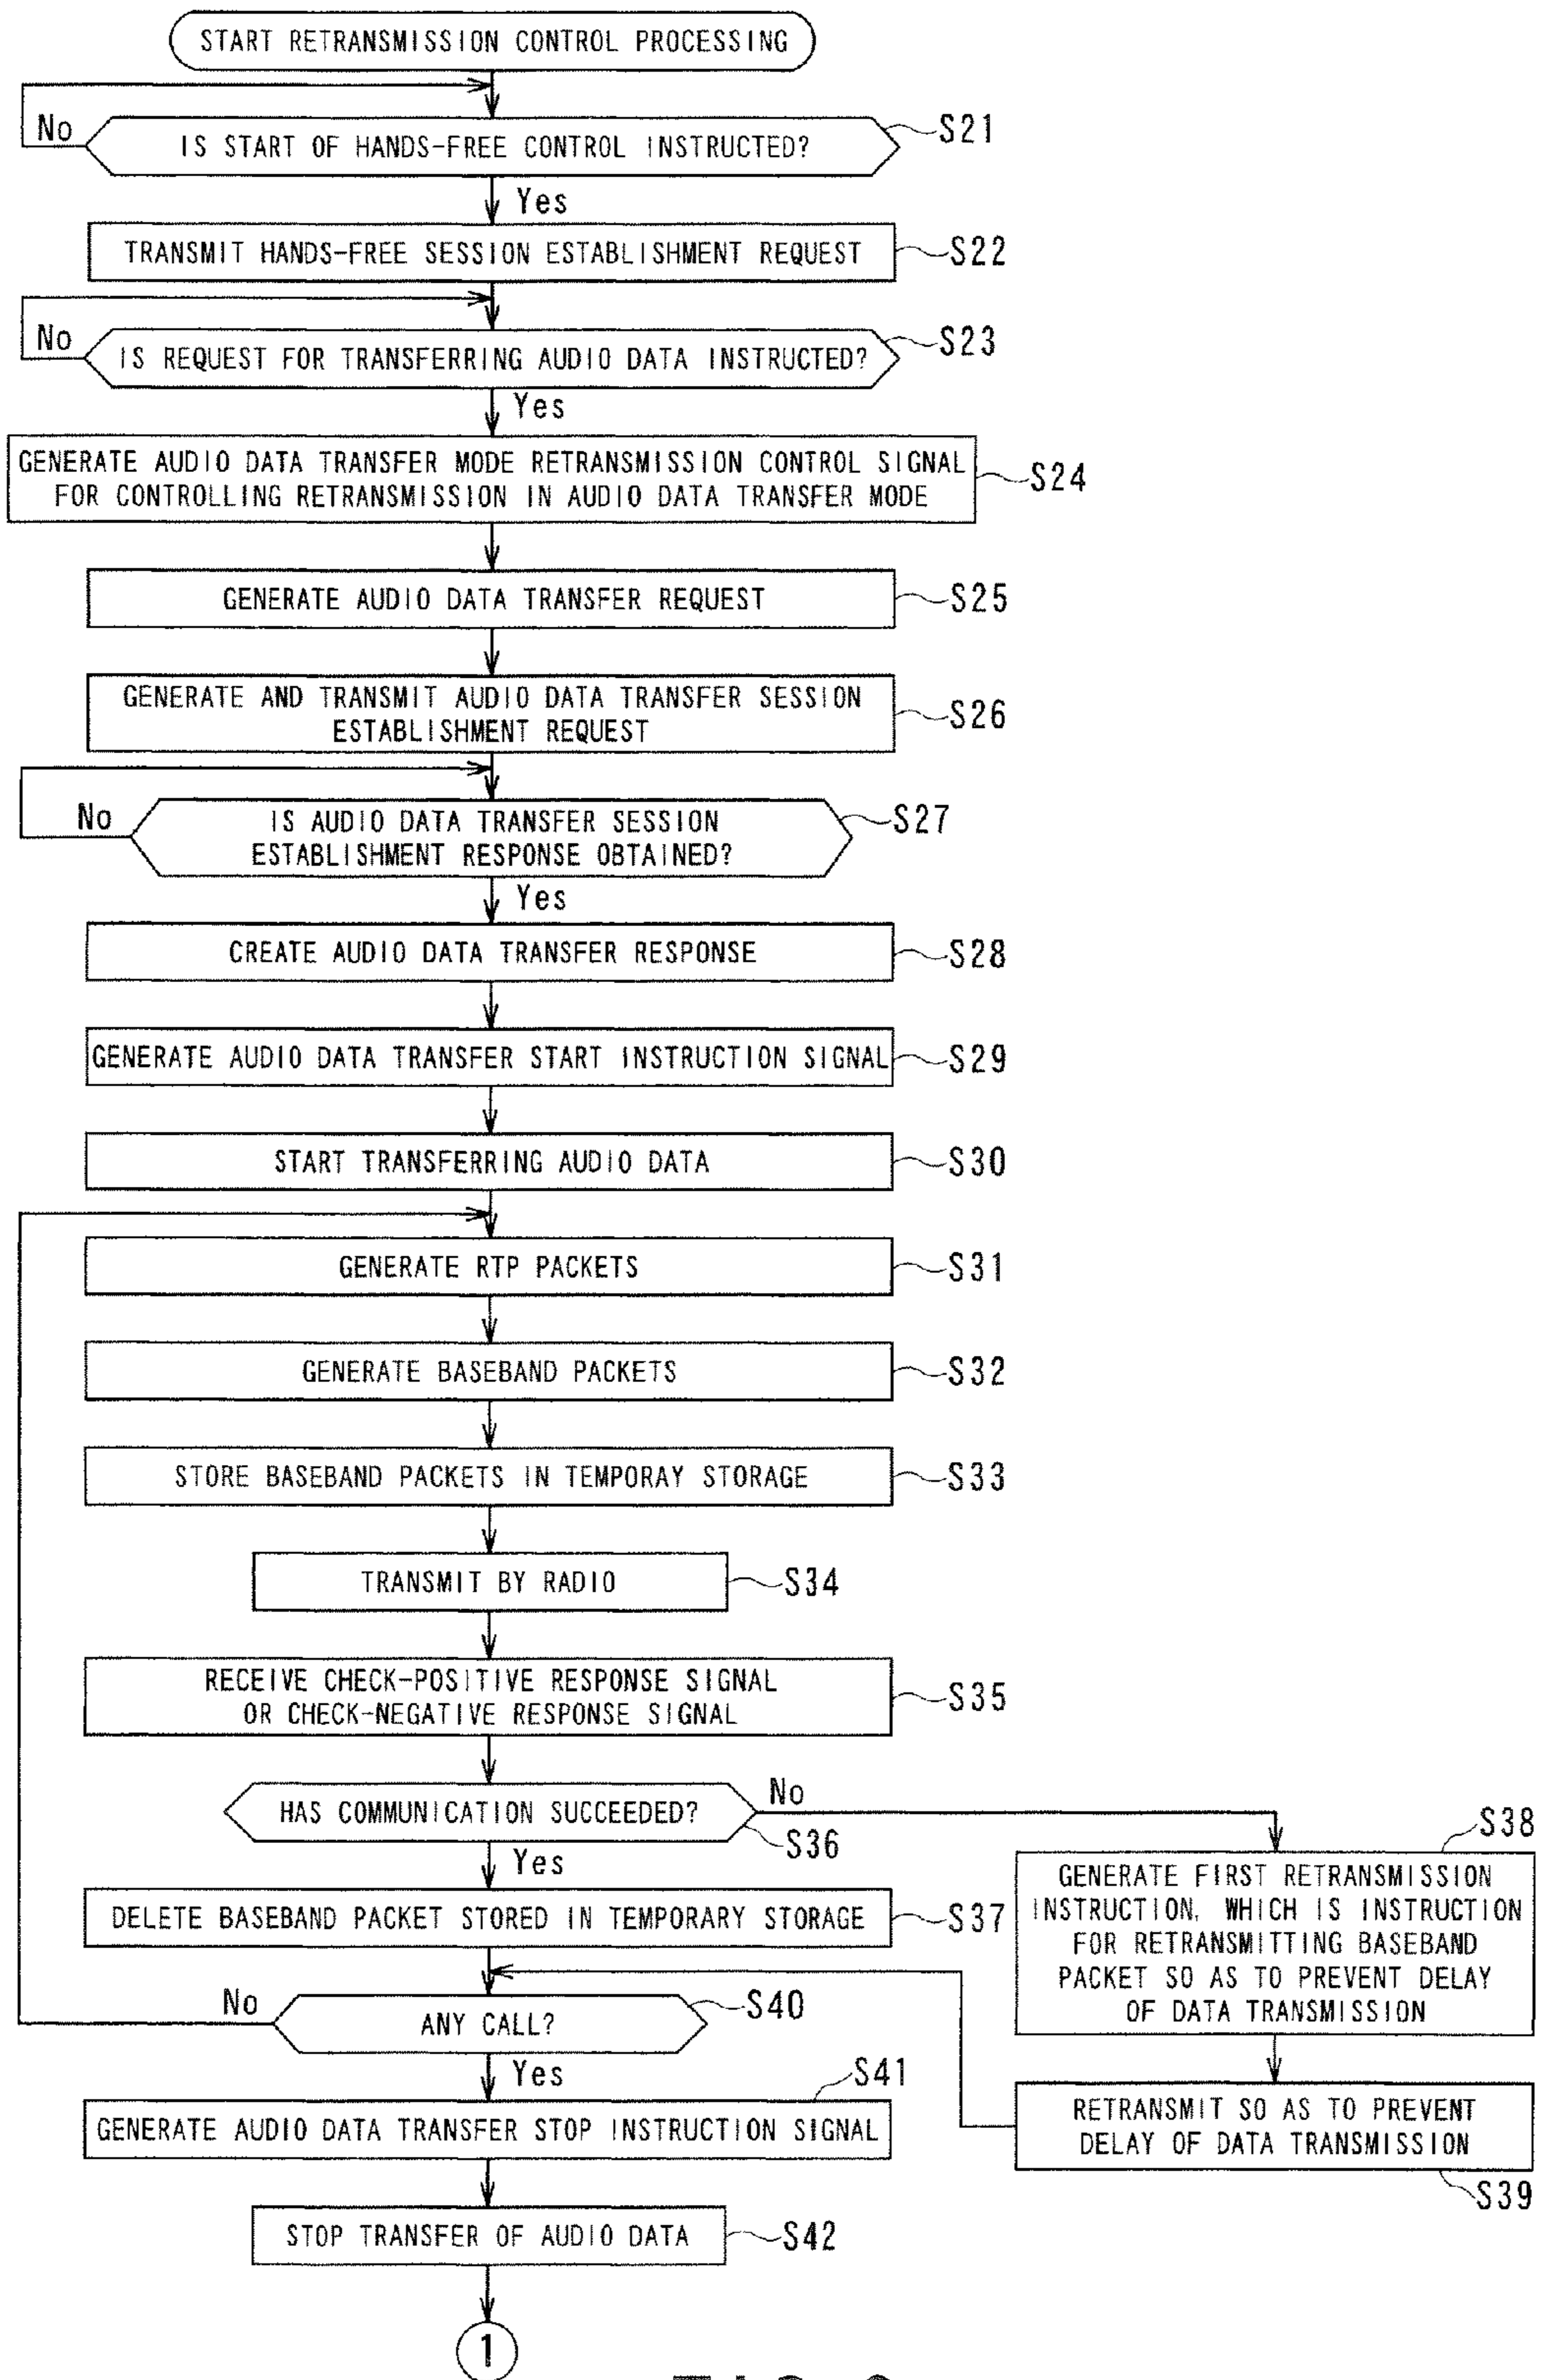 START RETRANSMISSION CONTROL PROCESSING
No
IS START OF HANDS-FREE CONTROL INSTRUCTED?
S21
Yes
TRANSMIT HANDS-FREE SESSION ESTABLISHMENT REQUEST
S22
No
IS REQUEST FOR TRANSFERRING AUDIO DATA INSTRUCTED?
S23
Yes
GENERATE AUDIO DATA TRANSFER MODE RETRANSMISSION CONTROL SIGNAL
FOR CONTROLLING RETRANSMISSION IN AUDIO DATA TRANSFER MODE
S24
GENERATE AUDIO DATA TRANSFER REQUEST
S25
GENERATE AND TRANSMIT AUDIO DATA TRANSFER SESSION
ESTABLISHMENT REQUEST
S26
No
IS AUDIO DATA TRANSFER SESSION
ESTABLISHMENT RESPONSE OBTAINED?
S27
Yes
CREATE AUDIO DATA TRANSFER RESPONSE
S28
GENERATE AUDIO DATA TRANSFER START INSTRUCTION SIGNAL
S29
START TRANSFERRING AUDIO DATA
S30
GENERATE RTP PACKETS
S31
GENERATE BASEBAND PACKETS
S32
STORE BASEBAND PACKETS IN TEMPORAY STORAGE
S33
TRANSMIT BY RADIO
S34
RECEIVE CHECK-POSITIVE RESPONSE SIGNAL
OR CHECK-NEGATIVE RESPONSE SIGNAL
S35
HAS COMMUNICATION SUCCEEDED?
No
S36
Yes
DELETE BASEBAND PACKET STORED IN TEMPORARY STORAGE
S37
S38
GENERATE FIRST RETRANSMISSION
INSTRUCTION, WHICH IS INSTRUCTION
FOR RETRANSMITTING BASEBAND
PACKET SO AS TO PREVENT DELAY
OF DATA TRANSMISSION
RETRANSMIT SO AS TO PREVENT
DELAY OF DATA TRANSMISSION
S39
No
ANY CALL?
S40
Yes
S41
GENERATE AUDIO DATA TRANSFER STOP INSTRUCTION SIGNAL
STOP TRANSFER OF AUDIO DATA
S42
1